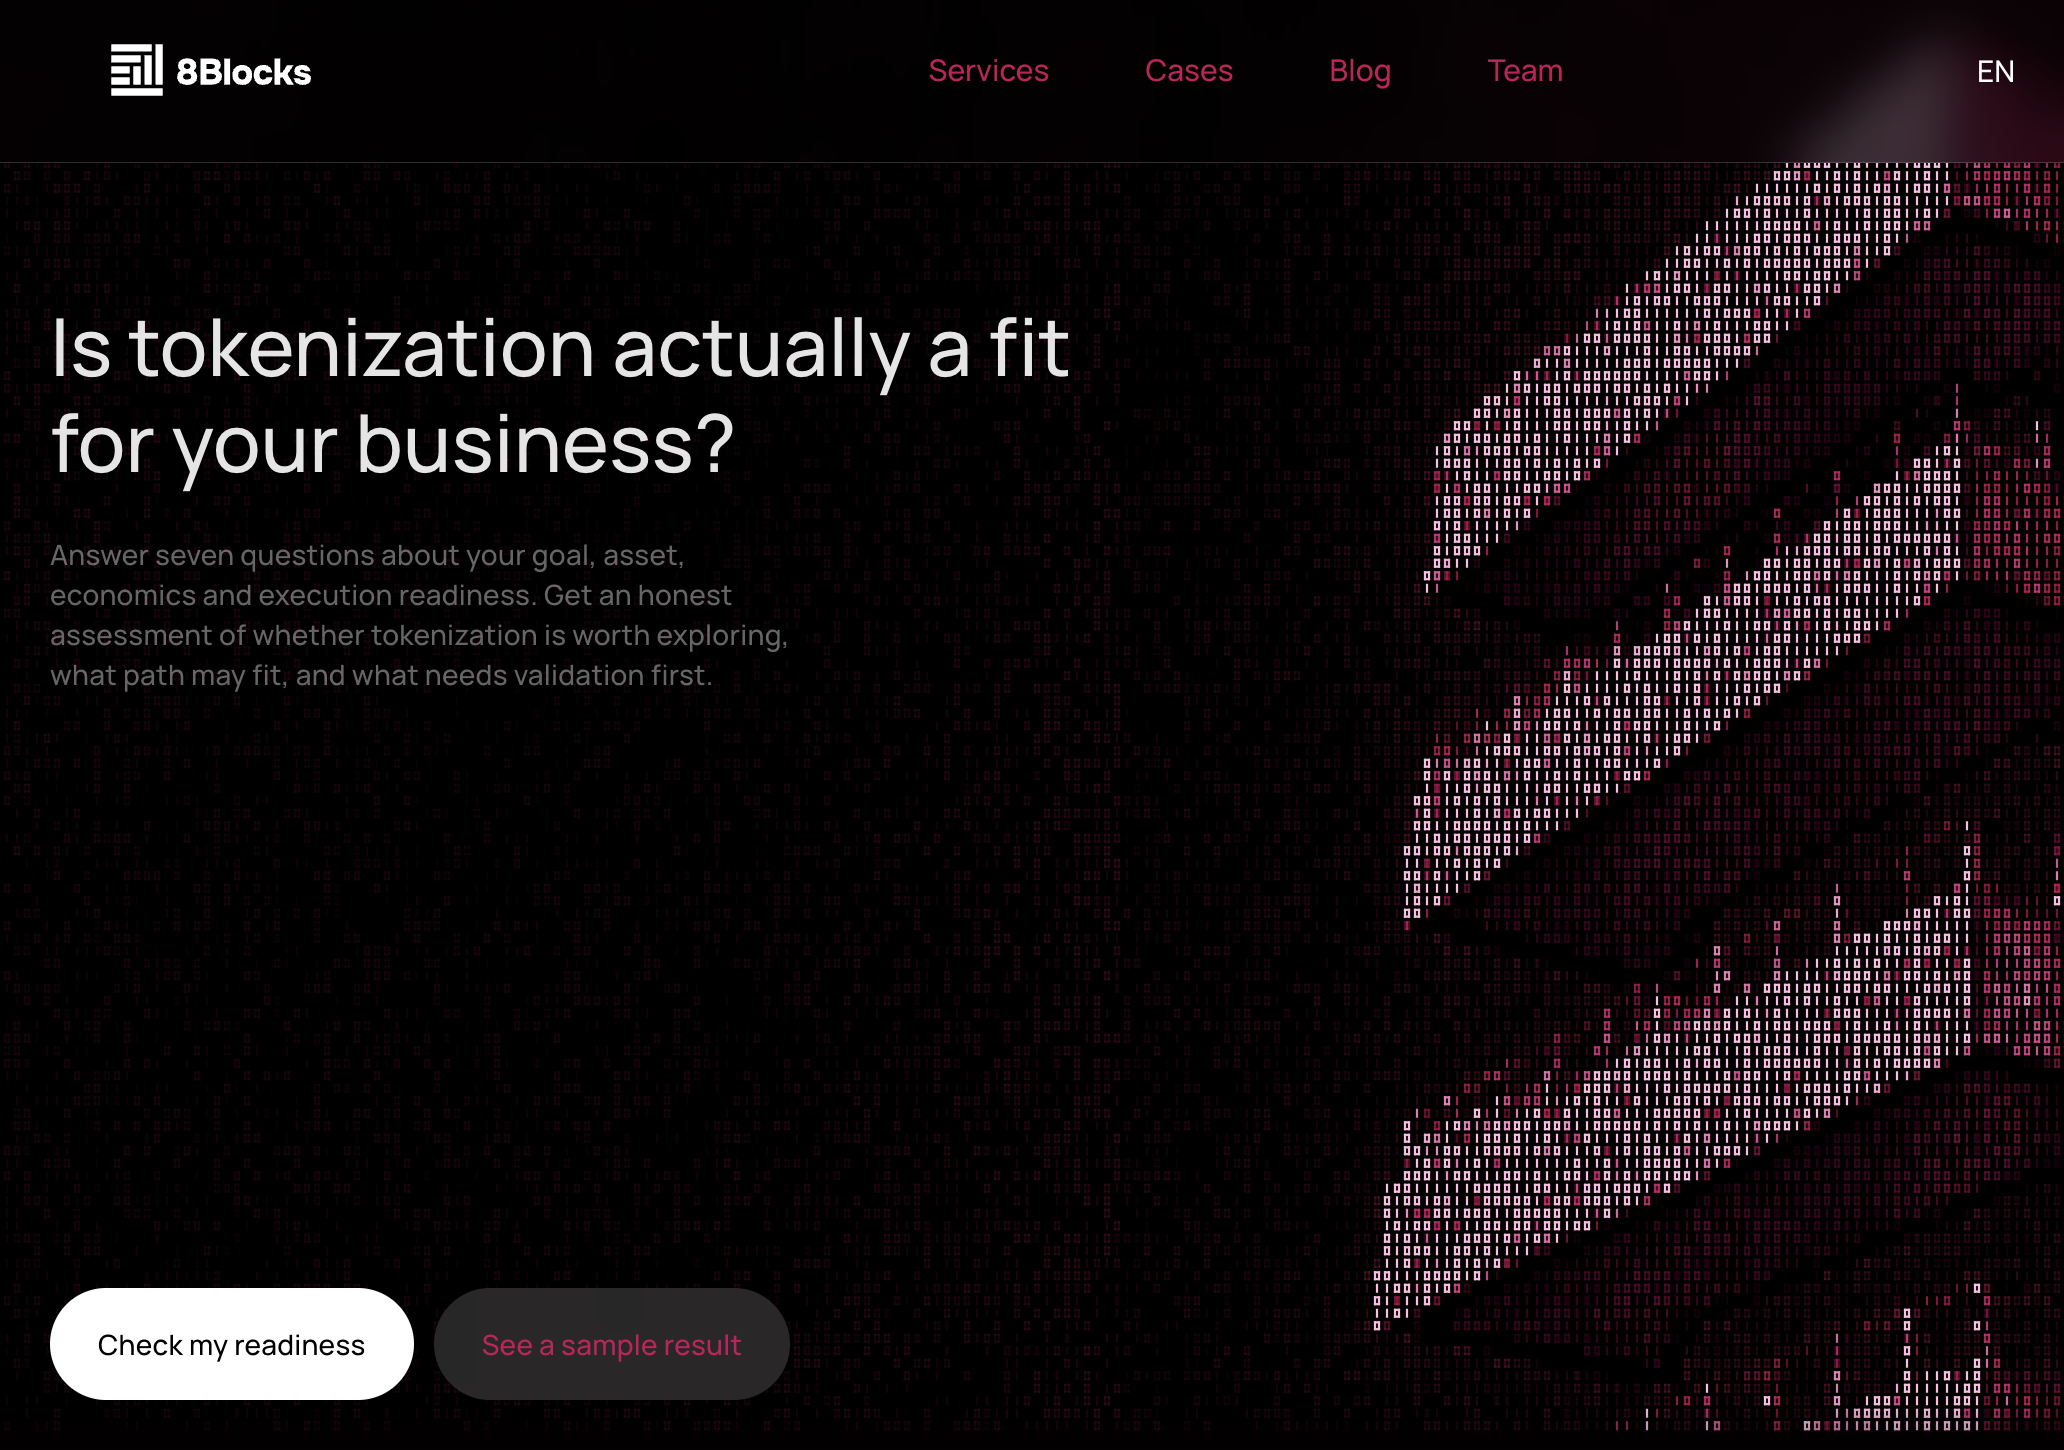 8Blocks
Services
Cases
Blog
Team
EN
Is tokenization actually a fit
for your business?
Answer seven questions about your goal, asset,
economics and execution readiness. Get an honest
assessment of whether tokenization is worth exploring,
what path may fit, and what needs validation first.
Check my readiness
See a sample result